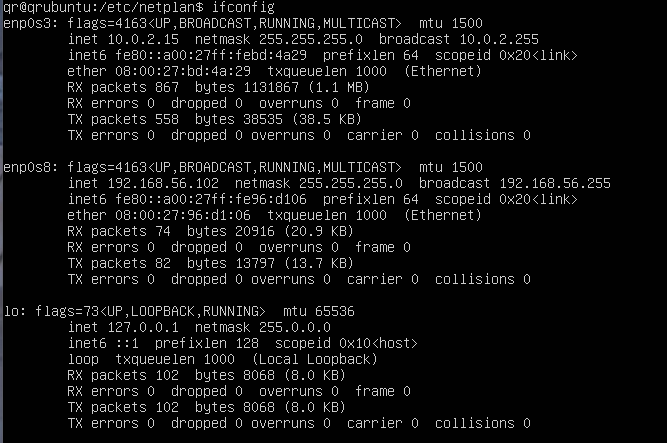 qr@qrubuntu:/etc/netplan$ ifconfig
enp0s3: flags=4163<UP,BROADCAST,RUNNING,MULTICAST>  mtu 1500
        inet 10.0.2.15  netmask 255.255.255.0  broadcast 10.0.2.255
        inet6 fe80::a00:27ff:febd:4a29  prefixlen 64  scopeid 0x20<link>
        ether 08:00:27:bd:4a:29  txqueuelen 1000  (Ethernet)
        RX packets 867  bytes 1131867 (1.1 MB)
        RX errors 0  dropped 0  overruns 0  frame 0
        TX packets 558  bytes 38535 (38.5 KB)
        TX errors 0  dropped 0 overruns 0  carrier 0  collisions 0

enp0s8: flags=4163<UP,BROADCAST,RUNNING,MULTICAST>  mtu 1500
        inet 192.168.56.102  netmask 255.255.255.0  broadcast 192.168.56.255
        inet6 fe80::a00:27ff:fe96:d106  prefixlen 64  scopeid 0x20<link>
        ether 08:00:27:96:d1:06  txqueuelen 1000  (Ethernet)
        RX packets 74  bytes 20916 (20.9 KB)
        RX errors 0  dropped 0  overruns 0  frame 0
        TX packets 82  bytes 13797 (13.7 KB)
        TX errors 0  dropped 0 overruns 0  carrier 0  collisions 0

lo: flags=73<UP,LOOPBACK,RUNNING>  mtu 65536
        inet 127.0.0.1  netmask 255.0.0.0
        inet6 ::1  prefixlen 128  scopeid 0x10<host>
        loop  txqueuelen 1000  (Local Loopback)
        RX packets 102  bytes 8068 (8.0 KB)
        RX errors 0  dropped 0  overruns 0  frame 0
        TX packets 102  bytes 8068 (8.0 KB)
        TX errors 0  dropped 0 overruns 0  carrier 0  collisions 0